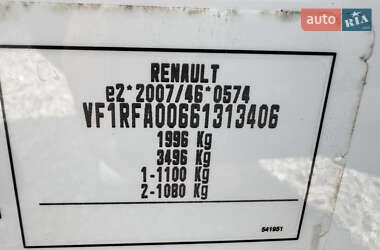 auto RIA
RENAULT
e2*2007/46*0574
VF1RFA00661313406
1996 Kg
3496 Kg
1-1100 Kg
2-1080 Kg
541951